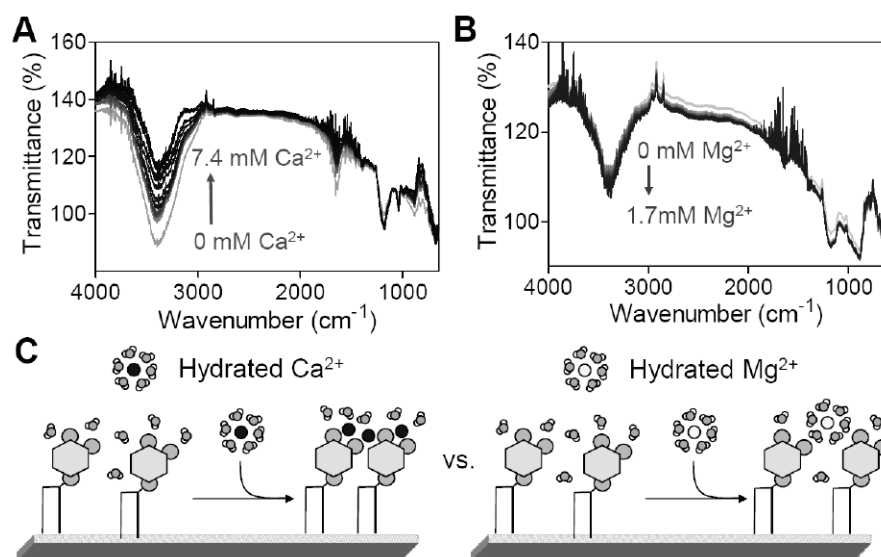 A
B
160
140
120
100
Transmittance (%)
7.4 mM Ca²⁺
0 mM Ca²⁺
4000 3000 2000 1000
Wavenumber (cm⁻¹)
140
120
100
Transmittance (%)
0 mM Mg²⁺
1.7mM Mg²⁺
4000 3000 2000 1000
Wavenumber (cm⁻¹)
C
Hydrated Ca²⁺
Hydrated Mg²⁺
vs.